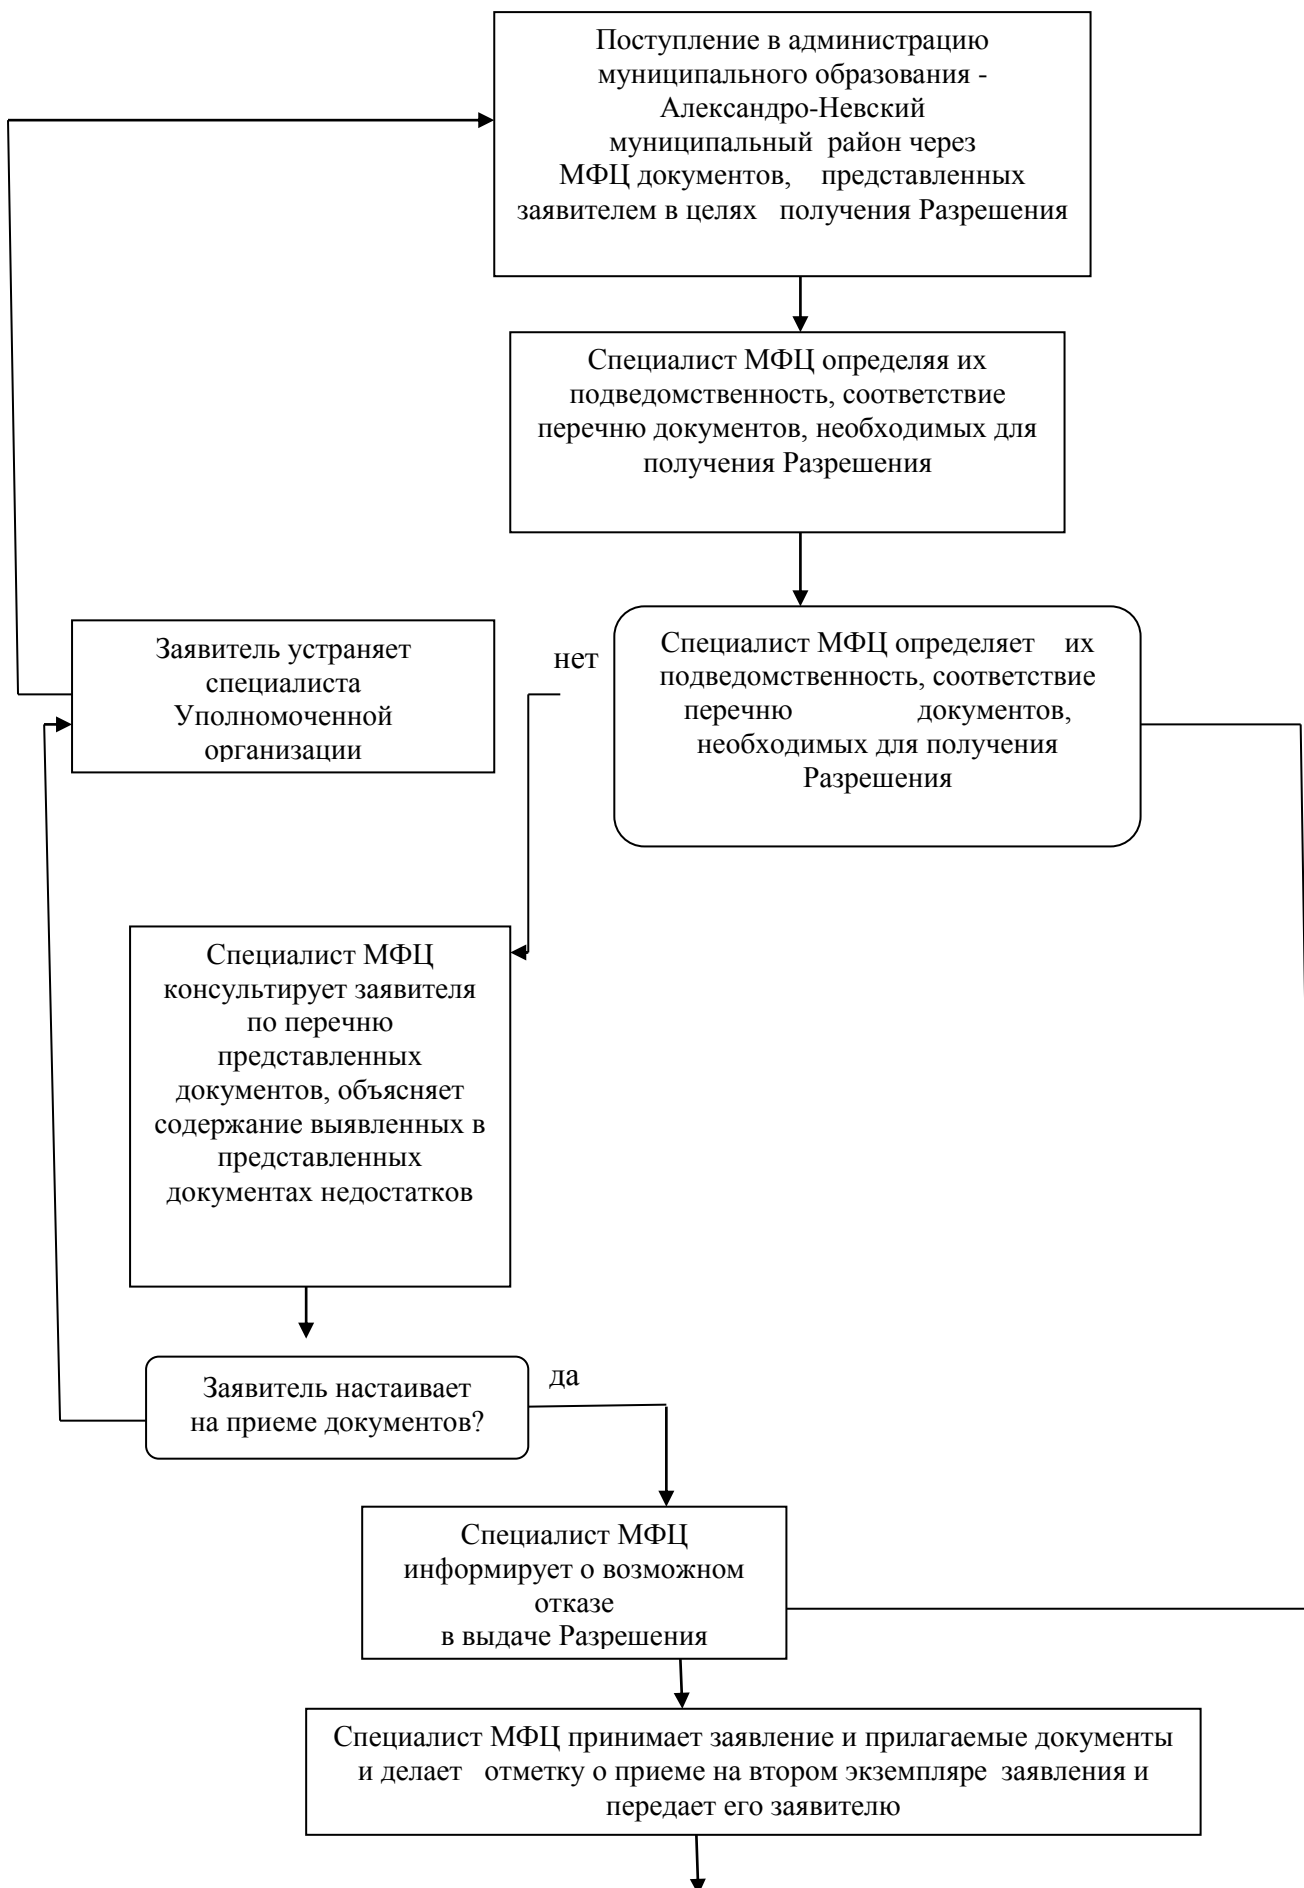 Поступление в администрацию
муниципального образования -
Александро-Невский
муниципальный район через
МФЦ документов, представленных
заявителем в целях получения Разрешения
Специалист МФЦ определяя их
подведомственность, соответствие
перечню документов, необходимых для
получения Разрешения
Заявитель устраняет
специалиста
Уполномоченной
организации
нет
Специалист МФЦ определяет их
подведомственность, соответствие
перечню документов,
необходимых для получения
Разрешения
Специалист МФЦ
консультирует заявителя
по перечню
представленных
документов, объясняет
содержание выявленных в
представленных
документах недостатков
Заявитель настаивает
на приеме документов?
да
Специалист МФЦ
информирует о возможном
отказе
в выдаче Разрешения
Специалист МФЦ принимает заявление и прилагаемые документы
и делает отметку о приеме на втором экземпляре заявления и
передает его заявителю